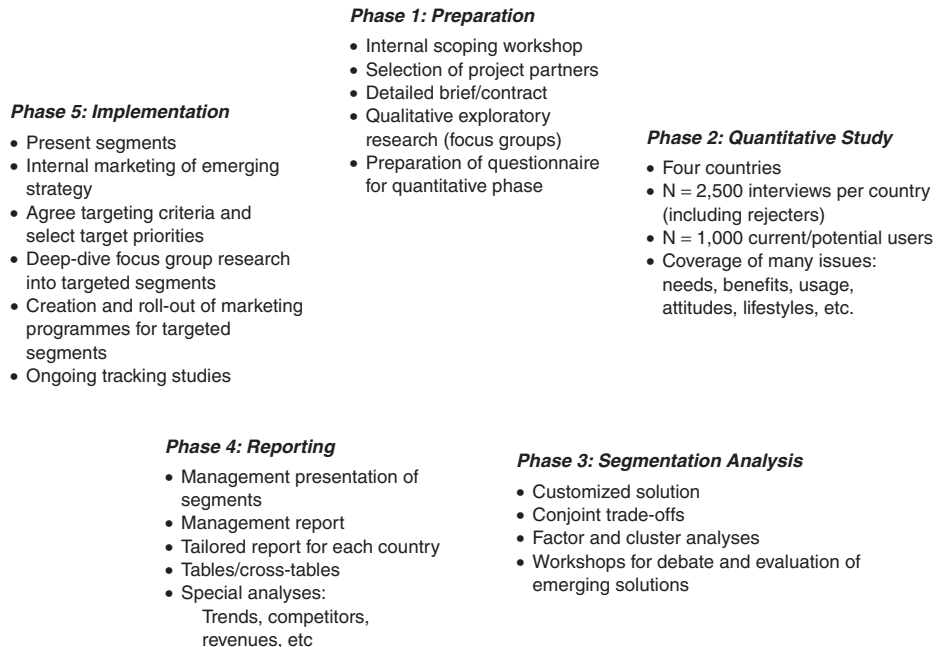 Phase 1: Preparation
• Internal scoping workshop
• Selection of project partners
• Detailed brief/contract
• Qualitative exploratory
research (focus groups)
• Preparation of questionnaire
for quantitative phase
Phase 2: Quantitative Study
• Four countries
• N = 2,500 interviews per country
(including rejecters)
• N = 1,000 current/potential users
• Coverage of many issues:
needs, benefits, usage,
attitudes, lifestyles, etc.
Phase 3: Segmentation Analysis
• Customized solution
• Conjoint trade-offs
• Factor and cluster analyses
• Workshops for debate and evaluation of
emerging solutions
Phase 4: Reporting
• Management presentation of
segments
• Management report
• Tailored report for each country
• Tables/cross-tables
• Special analyses:
Trends, competitors,
revenues, etc
Phase 5: Implementation
• Present segments
• Internal marketing of emerging
strategy
• Agree targeting criteria and
select target priorities
• Deep-dive focus group research
into targeted segments
• Creation and roll-out of marketing
programmes for targeted
segments
• Ongoing tracking studies